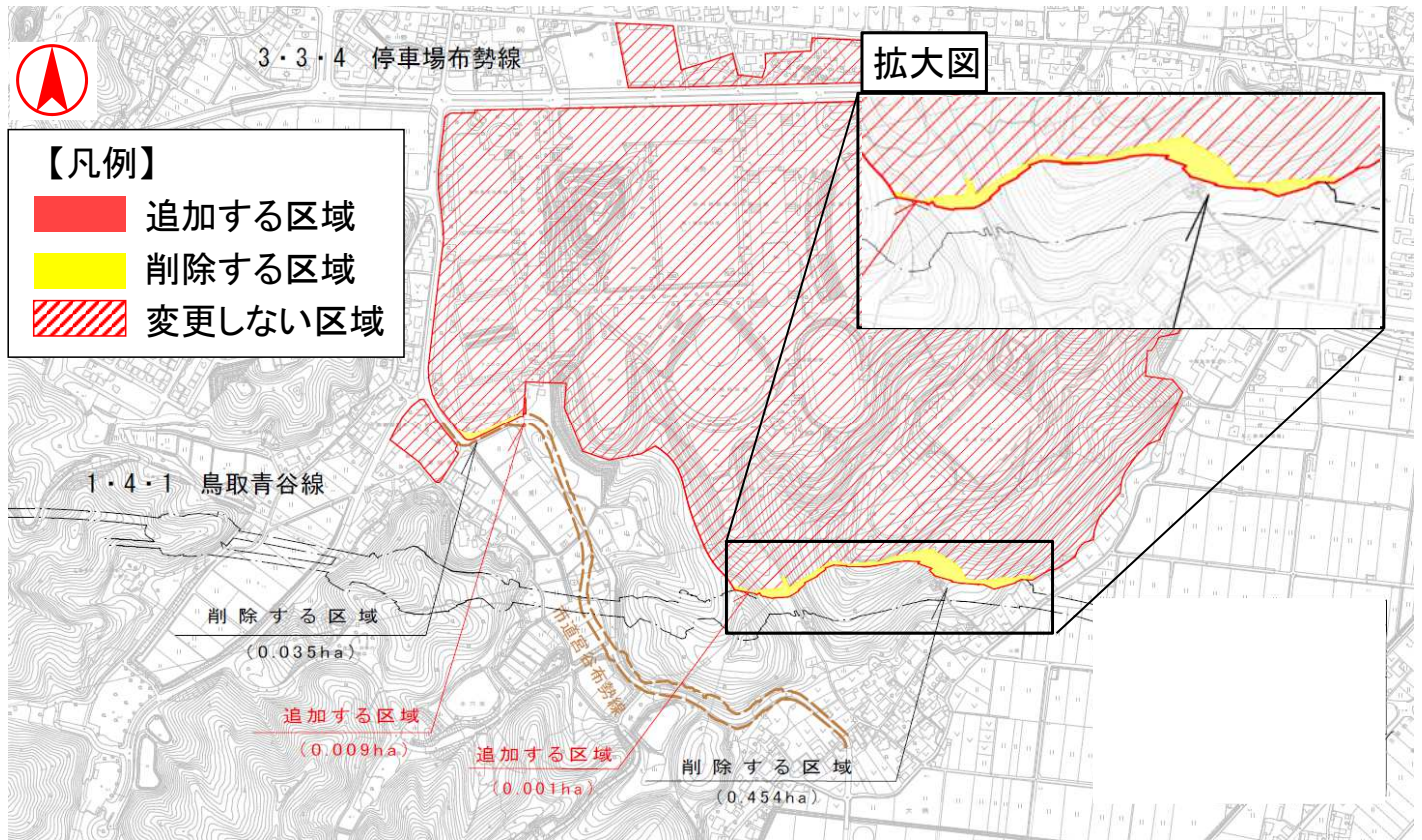 3・3・4 停車場布勢線
拡大図
【凡例】
追加する区域
削除する区域
変更しない区域
1・4・1 鳥取青谷線
削除する区域
(0.035ha)
市道宮谷布勢線
追加する区域
(0.009ha)
追加する区域
(0.001ha)
削除する区域
(0.454ha)